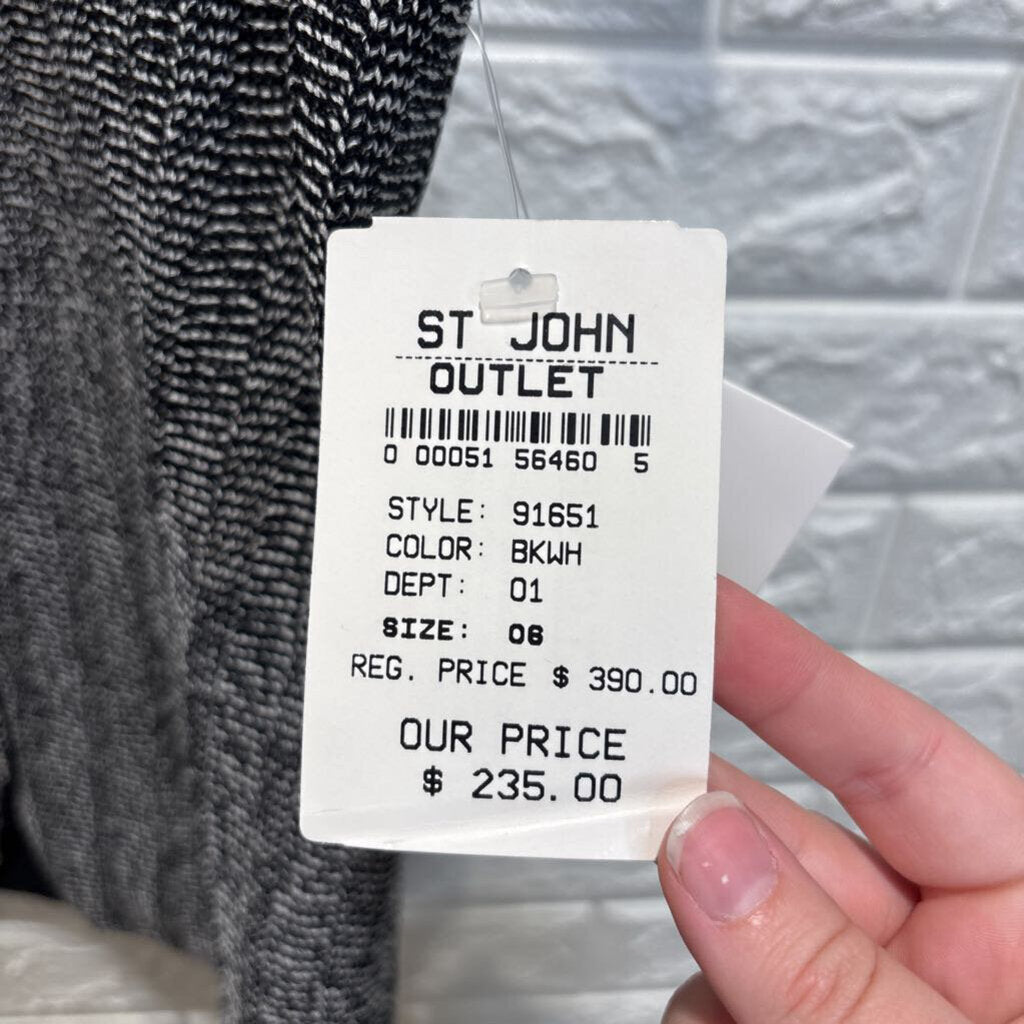 ST JOHN
OUTLET
0 00051 56460 5
STYLE: 91651
COLOR: BKWH
DEPT: 01
SIZE: 06
REG. PRICE $ 390.00
OUR PRICE
$ 235.00